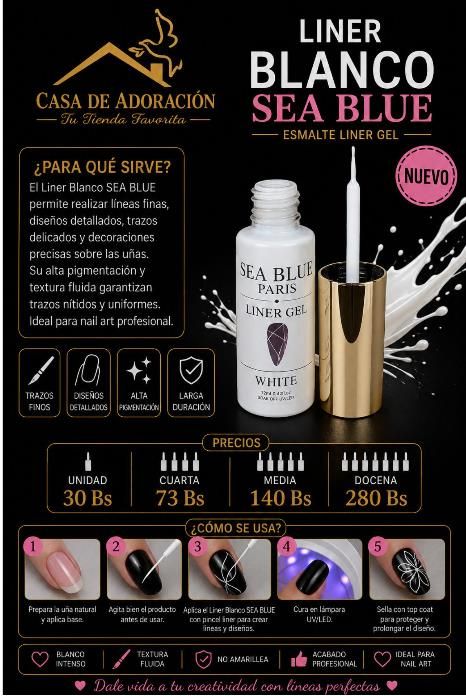 CASA DE ADORACIÓN
Tu Tienda Favorita
LINER
BLANCO
SEA BLUE
ESMALTE LINER GEL
NUEVO
¿PARA QUÉ SIRVE?
El Liner Blanco SEA BLUE
permite realizar líneas finas,
diseños detallados, trazos
delicados y decoraciones
precisas sobre las uñas.
Su alta pigmentación y
textura fluida garantizan
trazos nítidos y uniformes.
Ideal para nail art profesional.
SEA BLUE
PARIS
LINER GEL
WHITE
SOAK OFF UV/LED
TRAZOS
FINOS
DISEÑOS
DETALLADOS
ALTA
PIGMENTACIÓN
LARGA
DURACIÓN
PRECIOS
UNIDAD
30 Bs
CUARTA
73 Bs
MEDIA
140 Bs
DOCENA
280 Bs
¿CÓMO SE USA?
1
Prepara la uña natural
y aplica base.
2
Agita bien el producto
antes de usar.
3
Aplica el Liner Blanco SEA BLUE
con pincel liner para crear
líneas y diseños.
4
Cura en lámpara
UV/LED.
5
Sella con top coat
para proteger y
prolongar el diseño.
BLANCO
INTENSO
TEXTURA
FLUIDA
NO AMARILLEA
ACABADO
PROFESIONAL
IDEAL PARA
NAIL ART
Dale vida a tu creatividad con líneas perfectas